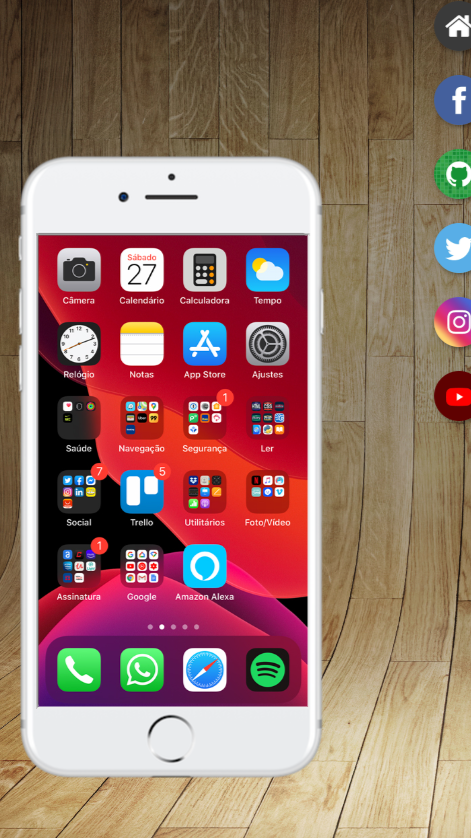 Sábado
27
Câmera
Calendário
Calculadora
Tempo
Relógio
Notas
App Store
Ajustes
1
Saúde
Navegação
Segurança
Ler
7
5
Social
Trello
Utilitários
Foto/Vídeo
1
Assinatura
Google
Amazon Alexa